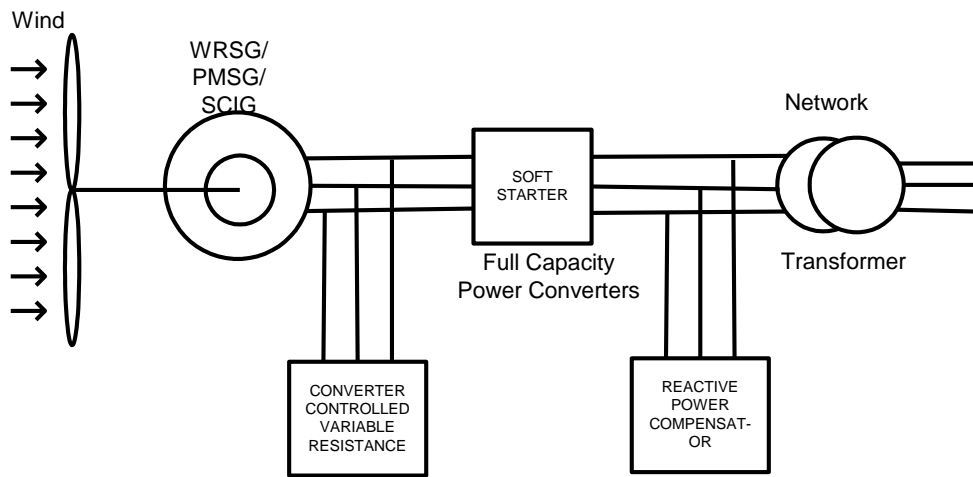 Wind
WRSG/
PMSG/
SCIG
Network
SOFT
STARTER
Full Capacity
Power Converters
Transformer
CONVERTER
CONTROLLED
VARIABLE
RESISTANCE
REACTIVE
POWER
COMPENSAT-
OR